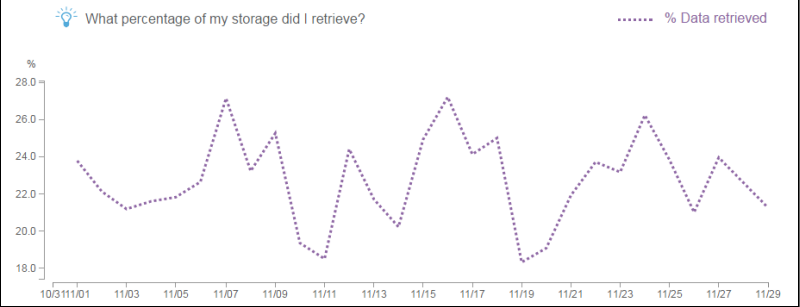 What percentage of my storage did I retrieve?
% Data retrieved
%
28.0
26.0
24.0
22.0
20.0
18.0
10/31 11/01 11/03 11/05 11/07 11/09 11/11 11/13 11/15 11/17 11/19 11/21 11/23 11/25 11/27 11/29